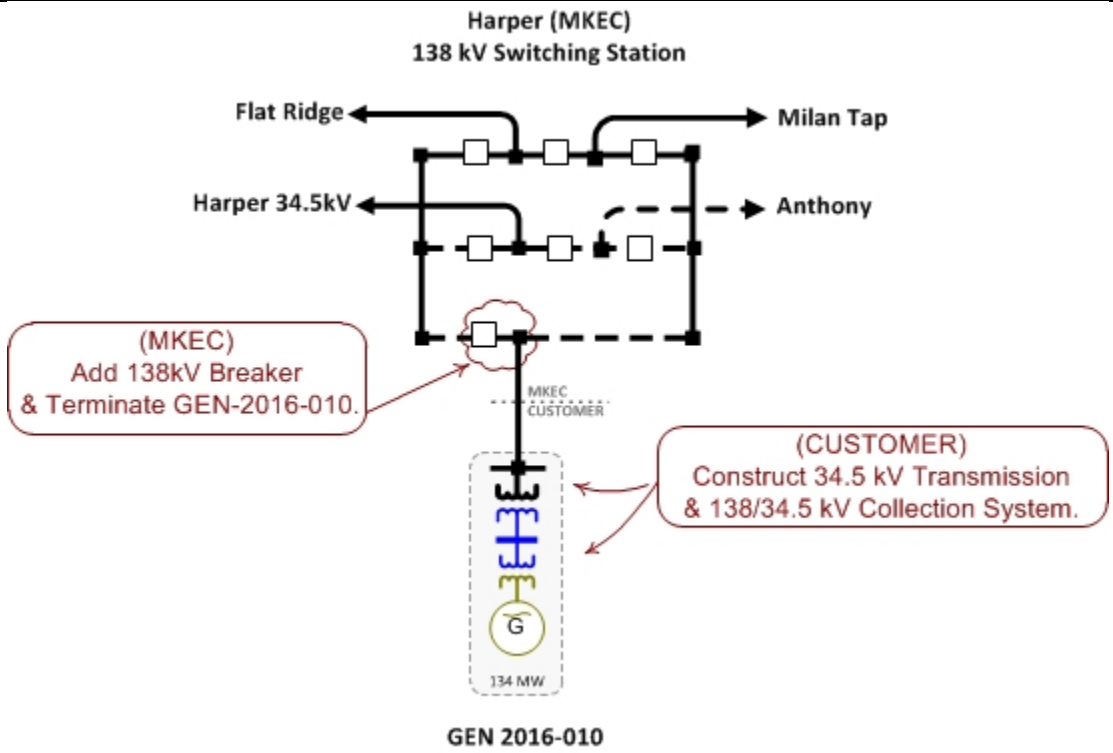 Harper (MKEC)
138 kV Switching Station
Flat Ridge
Milan Tap
Harper 34.5kV
Anthony
(MKEC)
Add 138kV Breaker
& Terminate GEN-2016-010.
MKEC
CUSTOMER
(CUSTOMER)
Construct 34.5 kV Transmission
& 138/34.5 kV Collection System.
G
134 MW
GEN 2016-010